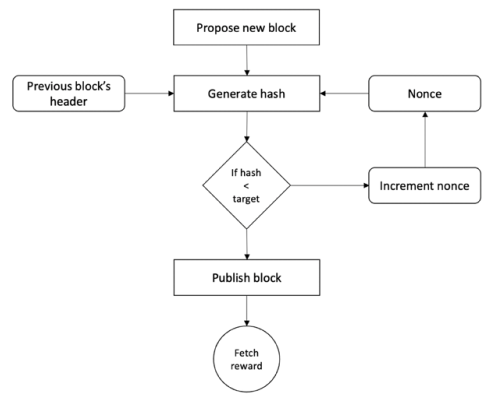 Propose new block
Previous block's
header
Generate hash
Nonce
If hash
<
target
Increment nonce
Publish block
Fetch
reward